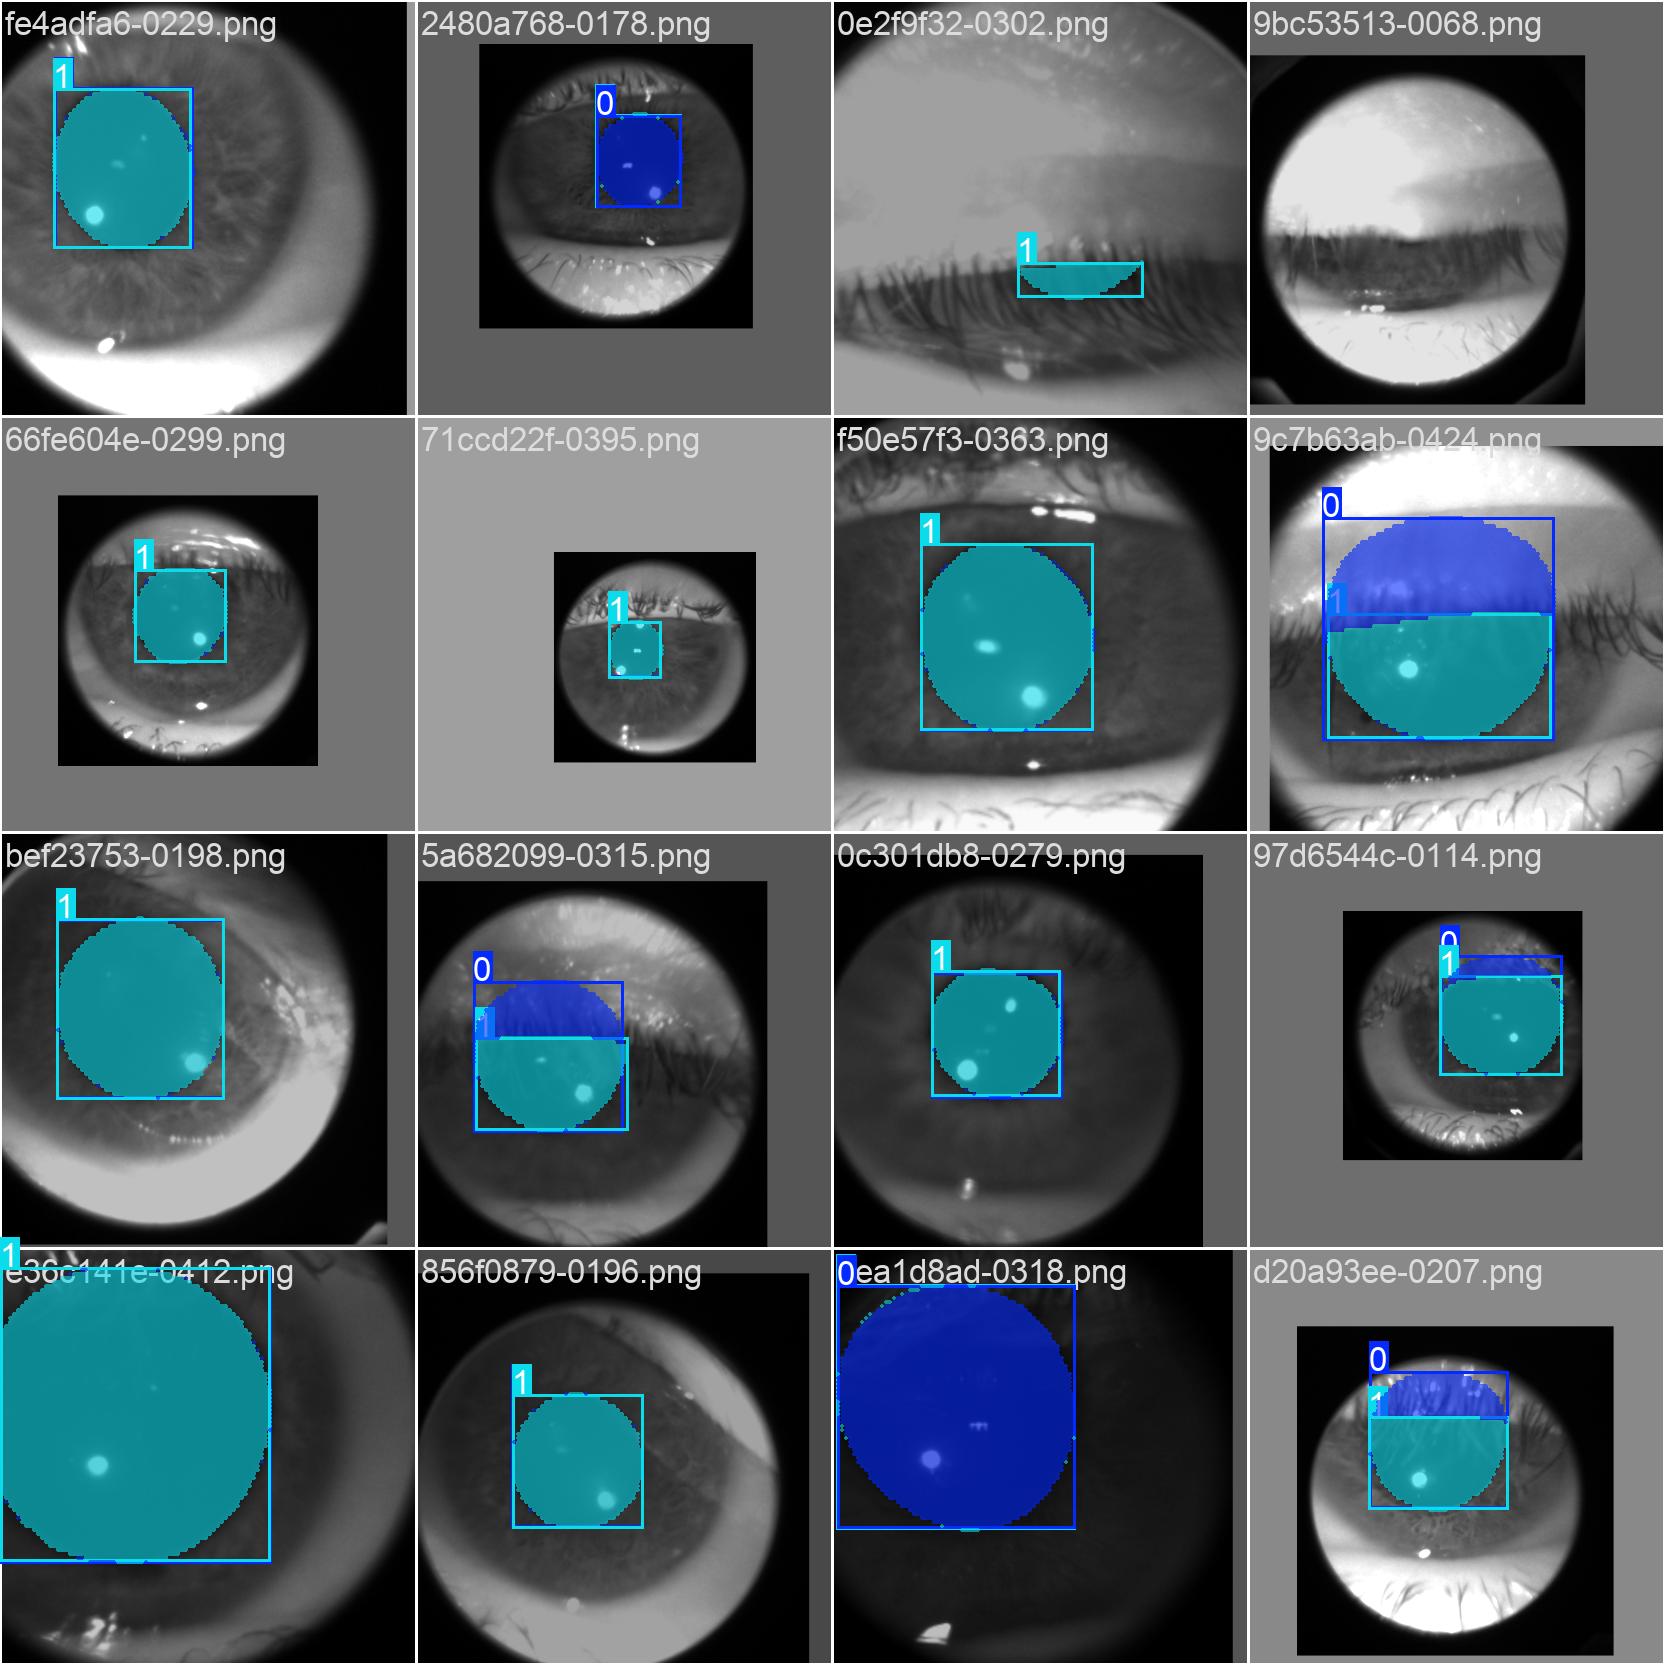 fe4adfa6-0229.png
1
2480a768-0178.png
0
0e2f9f32-0302.png
1
9bc53513-0068.png
66fe604e-0299.png
1
71ccd22f-0395.png
1
f50e57f3-0363.png
1
9c7b63ab-0424.png
0
1
bef23753-0198.png
1
5a682099-0315.png
0
1
0c301db8-0279.png
1
97d6544c-0114.png
0
1
e36c141e-0412.png
1
856f0879-0196.png
1
0ea1d8ad-0318.png
d20a93ee-0207.png
0
1